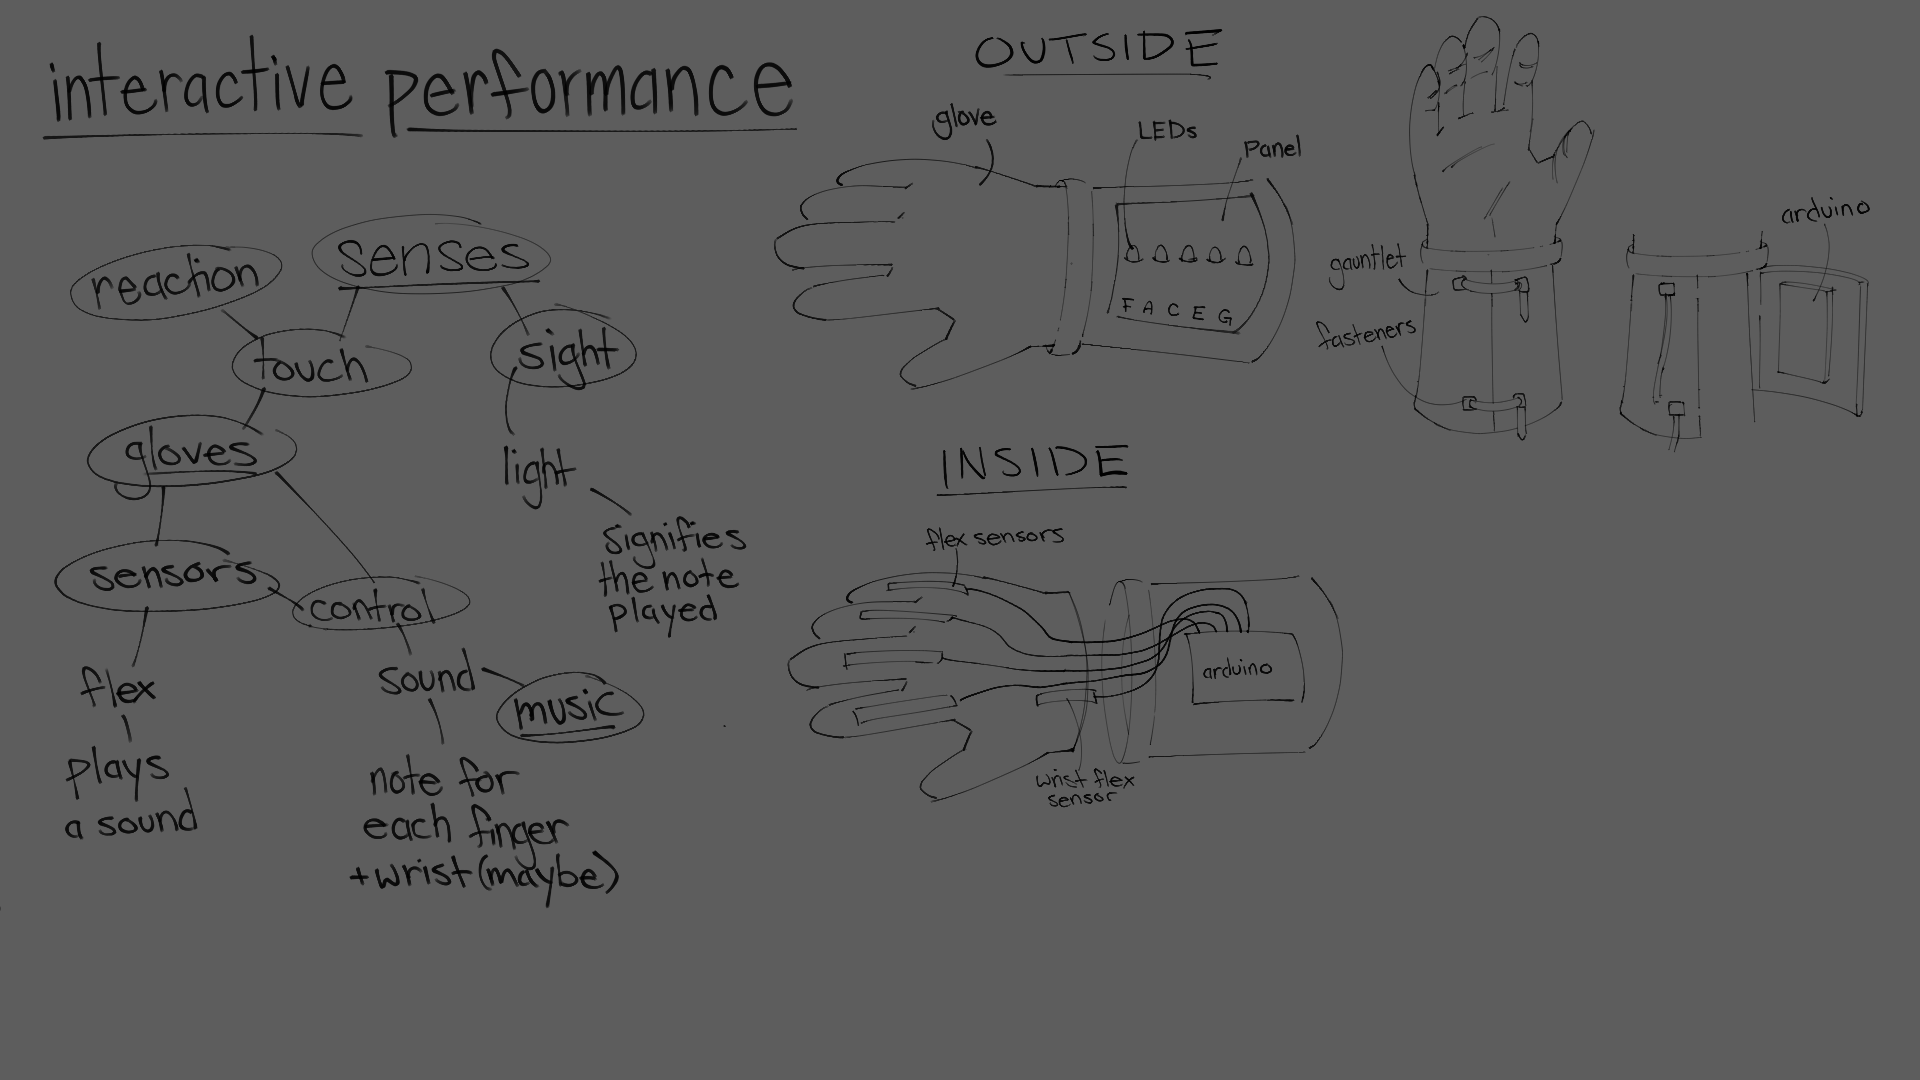 interactive performance
reaction
senses
touch
sight
gloves
light
sensors
control
signifies
the note
played
flex
sound
music
plays
a sound
note for
each finger
+wrist (maybe)
OUTSIDE
glove
LEDs
Panel
F A C E G
gauntlet
fasteners
arduino
INSIDE
flex sensors
arduino
wrist flex
sensor